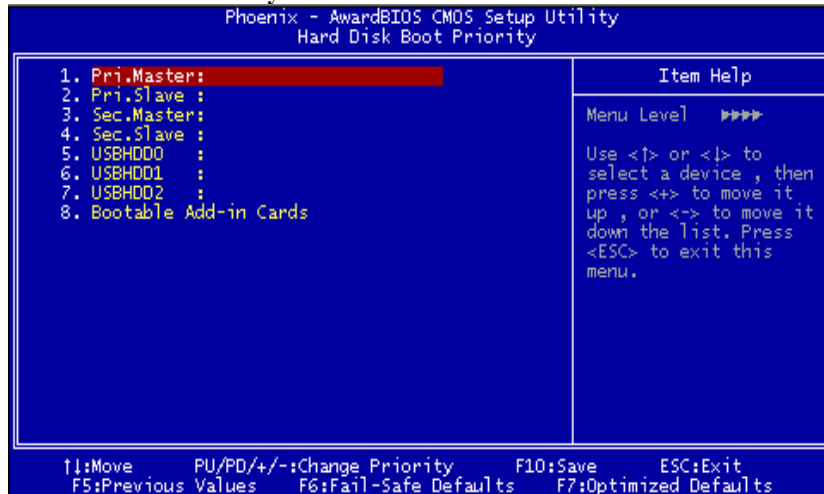 Phoenix - AwardBIOS CMOS Setup Utility
Hard Disk Boot Priority
1. Pri.Master:
2. Pri.Slave :
3. Sec.Master:
4. Sec.Slave :
5. USBHDD0 :
6. USBHDD1 :
7. USBHDD2 :
8. Bootable Add-in Cards
Item Help
Menu Level ►►►►
Use <↑> or <↓> to
select a device , then
press <+> to move it
up , or <-> to move it
down the list. Press
<ESC> to exit this
menu.
↑↓:Move PU/PD/+/-:Change Priority F10:Save ESC:Exit
F5:Previous Values F6:Fail-Safe Defaults F7:Optimized Defaults